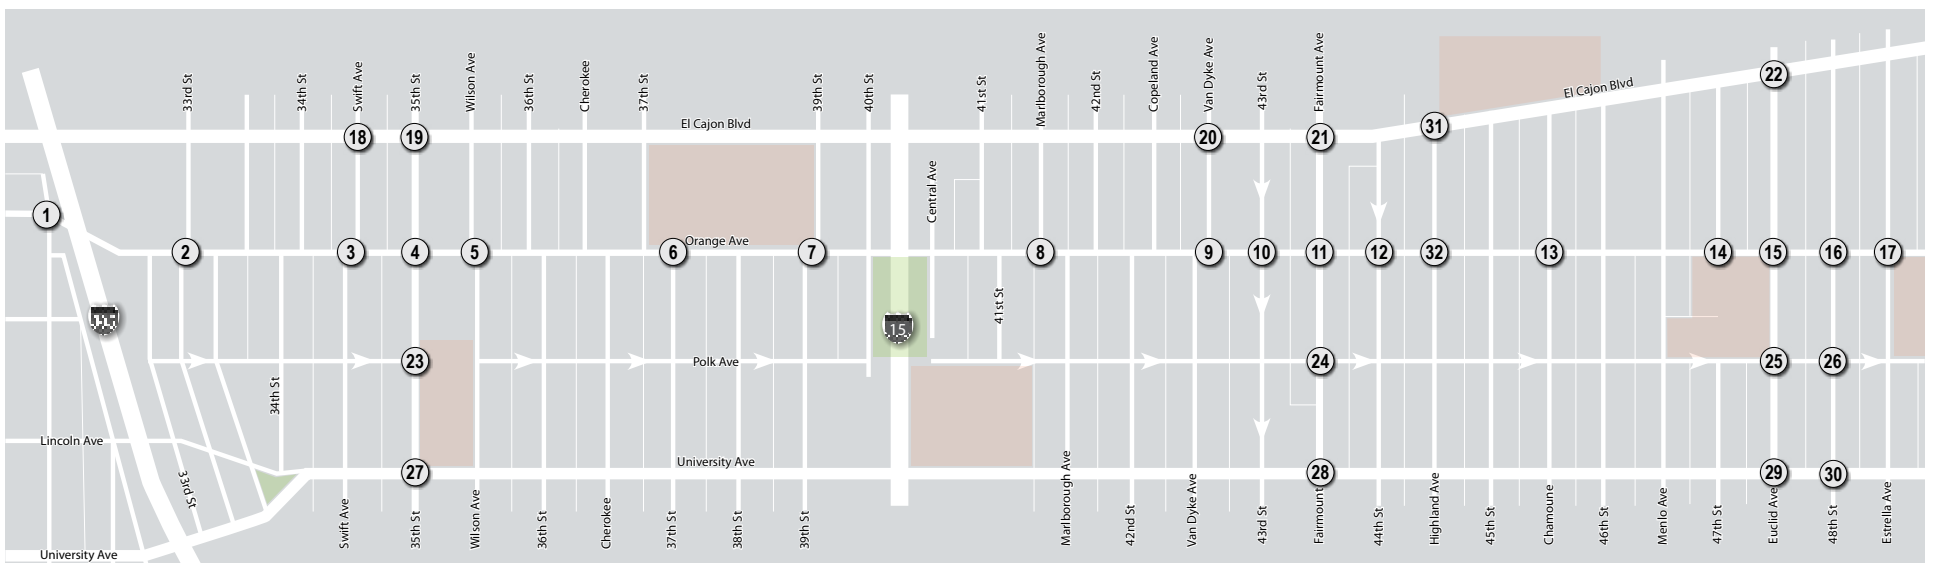 33rd St
34th St
Swift Ave
35th St
Wilson Ave
36th St
Cherokee
37th St
39th St
40th St
41st St
Marlborough Ave
42nd St
Copeland Ave
Van Dyke Ave
43rd St
Fairmount Ave
El Cajon Blvd
22
El Cajon Blvd
18
19
20
21
31
Central Ave
1
Orange Ave
2
3
4
5
6
7
8
9
10
11
12
32
13
14
15
16
17
41st St
15
Polk Ave
23
24
25
26
34th St
Lincoln Ave
University Ave
27
28
29
30
33rd St
Swift Ave
35th St
Wilson Ave
36th St
Cherokee
37th St
38th St
39th St
Marlborough Ave
42nd St
Van Dyke Ave
43rd St
Fairmount
44th St
Highland Ave
45th St
Chamoune
46th St
Menlo Ave
47th St
Euclid Ave
48th St
Estrella Ave
University Ave